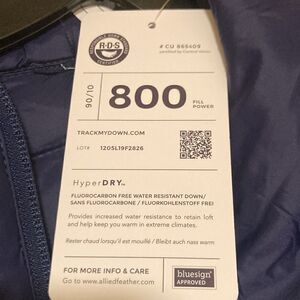 RESPONSIBLE DOWN STANDARD
R·D·S
CERTIFIED
# CU 865409
certified by Control Union
90/10
800
FILL
POWER
TRACKMYDOWN.COM
LOT# 1205L19F2826
HyperDRY™
FLUOROCARBON FREE WATER RESISTANT DOWN/
SANS FLUOROCARBONE / FLUORKOHLENSTOFF FREI
Provides increased water resistance to retain loft
and help keep you warm in extreme climates.
Rester chaud lorsqu'il est mouillé / Bleibt auch nass warm
FOR MORE INFO & CARE
Go to www.alliedfeather.com
bluesign®
APPROVED